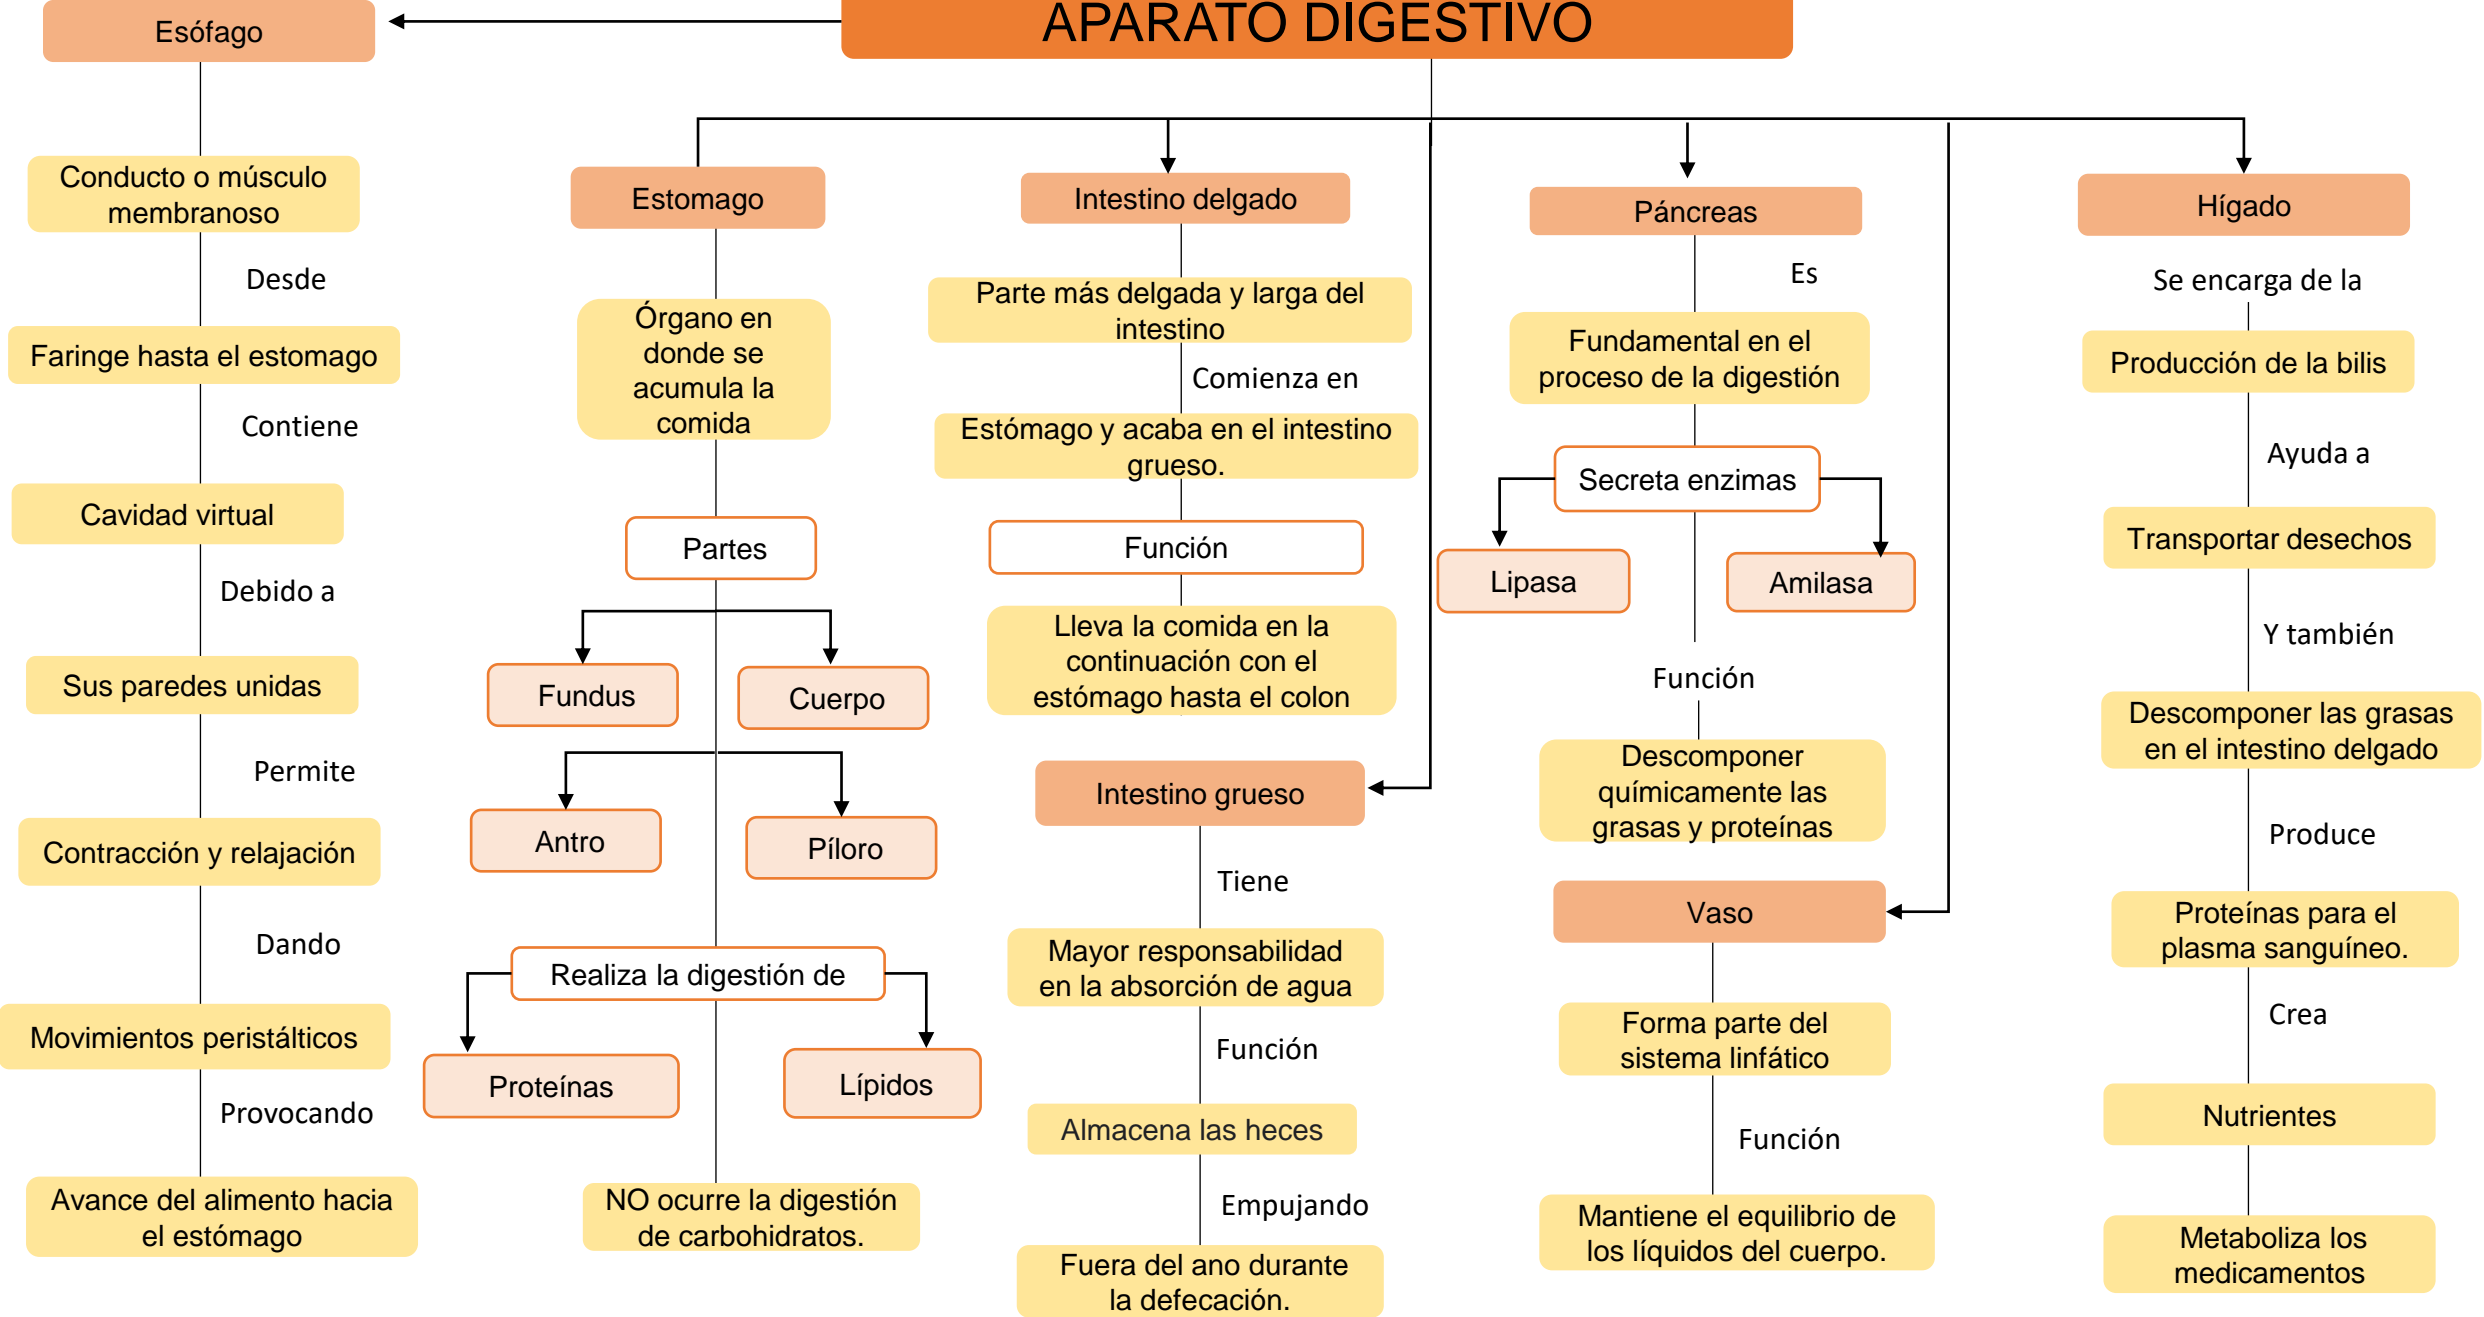 APARATO DIGESTIVO
Esófago
Conducto o músculo
membranoso
Desde
Faringe hasta el estomago
Contiene
Cavidad virtual
Debido a
Sus paredes unidas
Permite
Contracción y relajación
Dando
Movimientos peristálticos
Provocando
Avance del alimento hacia
el estómago
Estomago
Órgano en
donde se
acumula la
comida
Partes
Fundus
Cuerpo
Antro
Píloro
Realiza la digestión de
Proteínas
Lípidos
NO ocurre la digestión
de carbohidratos.
Intestino delgado
Parte más delgada y larga del
intestino
Comienza en
Estómago y acaba en el intestino
grueso.
Función
Lleva la comida en la
continuación con el
estómago hasta el colon
Intestino grueso
Tiene
Mayor responsabilidad
en la absorción de agua
Función
Almacena las heces
Empujando
Fuera del ano durante
la defecación.
Páncreas
Es
Fundamental en el
proceso de la digestión
Secreta enzimas
Lipasa
Amilasa
Función
Descomponer
químicamente las
grasas y proteínas
Vaso
Forma parte del
sistema linfático
Función
Mantiene el equilibrio de
los líquidos del cuerpo.
Hígado
Se encarga de la
Producción de la bilis
Ayuda a
Transportar desechos
Y también
Descomponer las grasas
en el intestino delgado
Produce
Proteínas para el
plasma sanguíneo.
Crea
Nutrientes
Metaboliza los
medicamentos